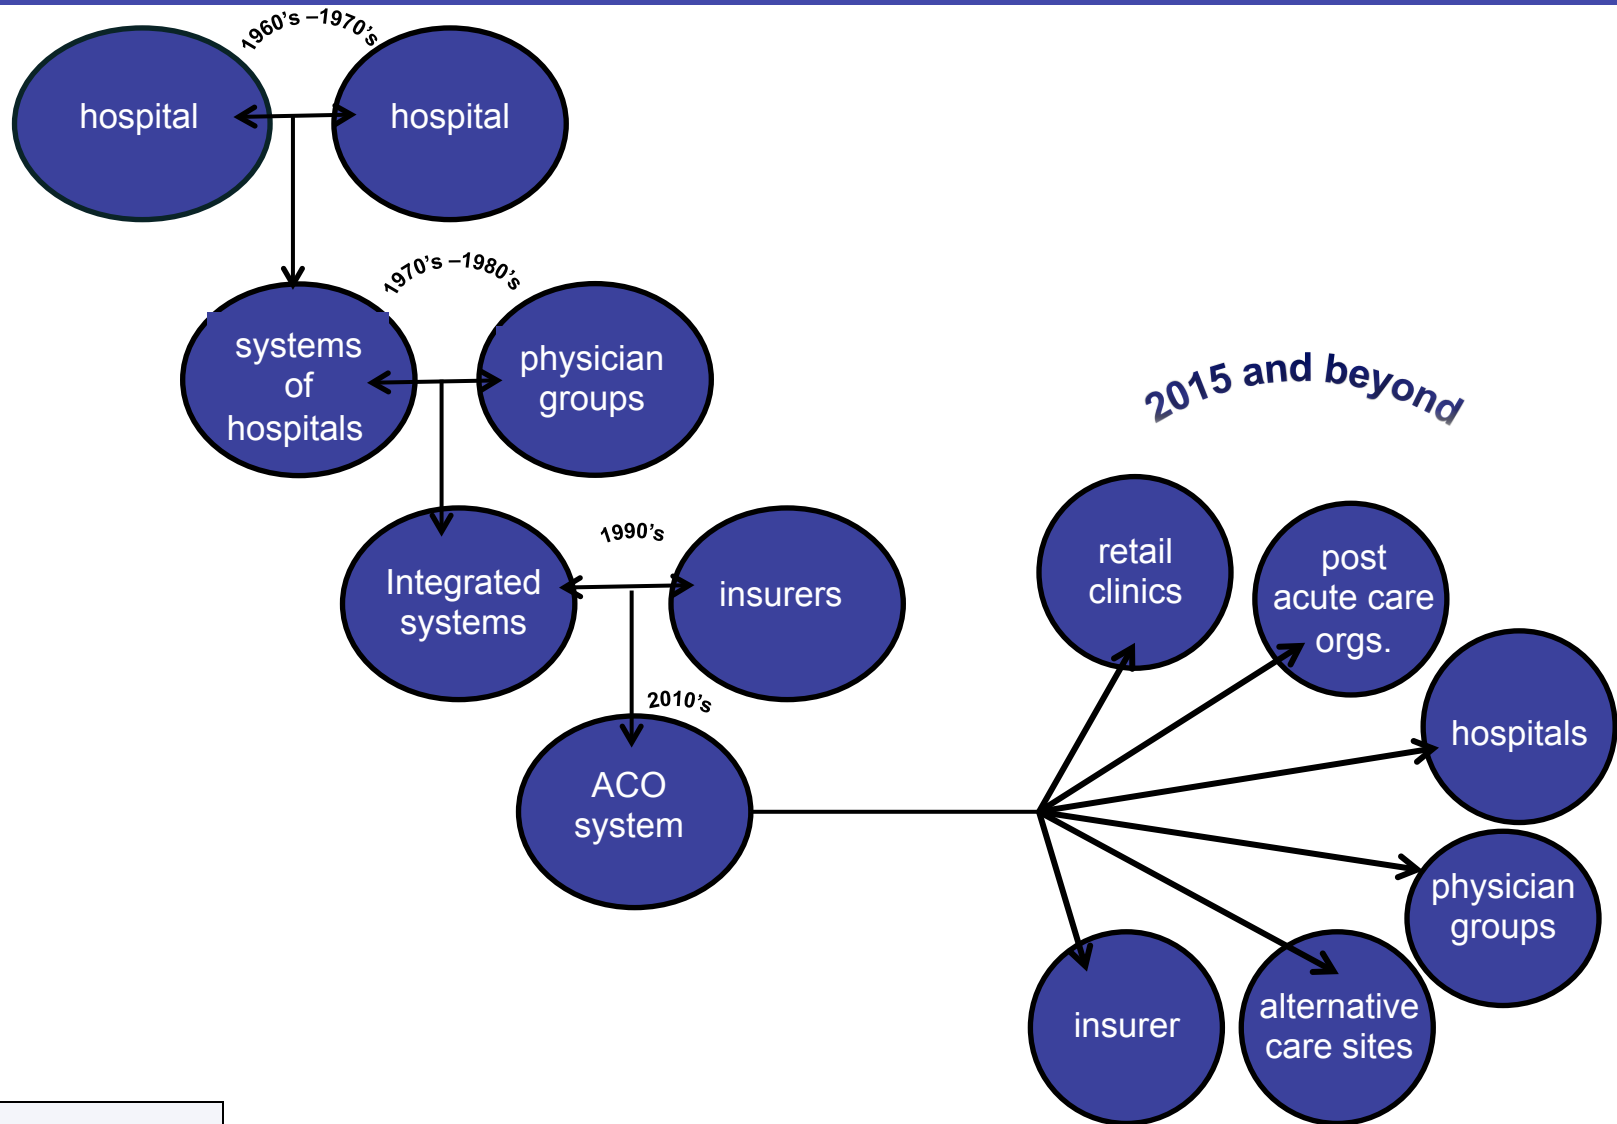 1960's –1970's
hospital
hospital
1970's –1980's
systems
of
hospitals
physician
groups
2015 and beyond
1990's
Integrated
systems
insurers
retail
clinics
post
acute care
orgs.
2010's
ACO
system
hospitals
physician
groups
insurer
alternative
care sites